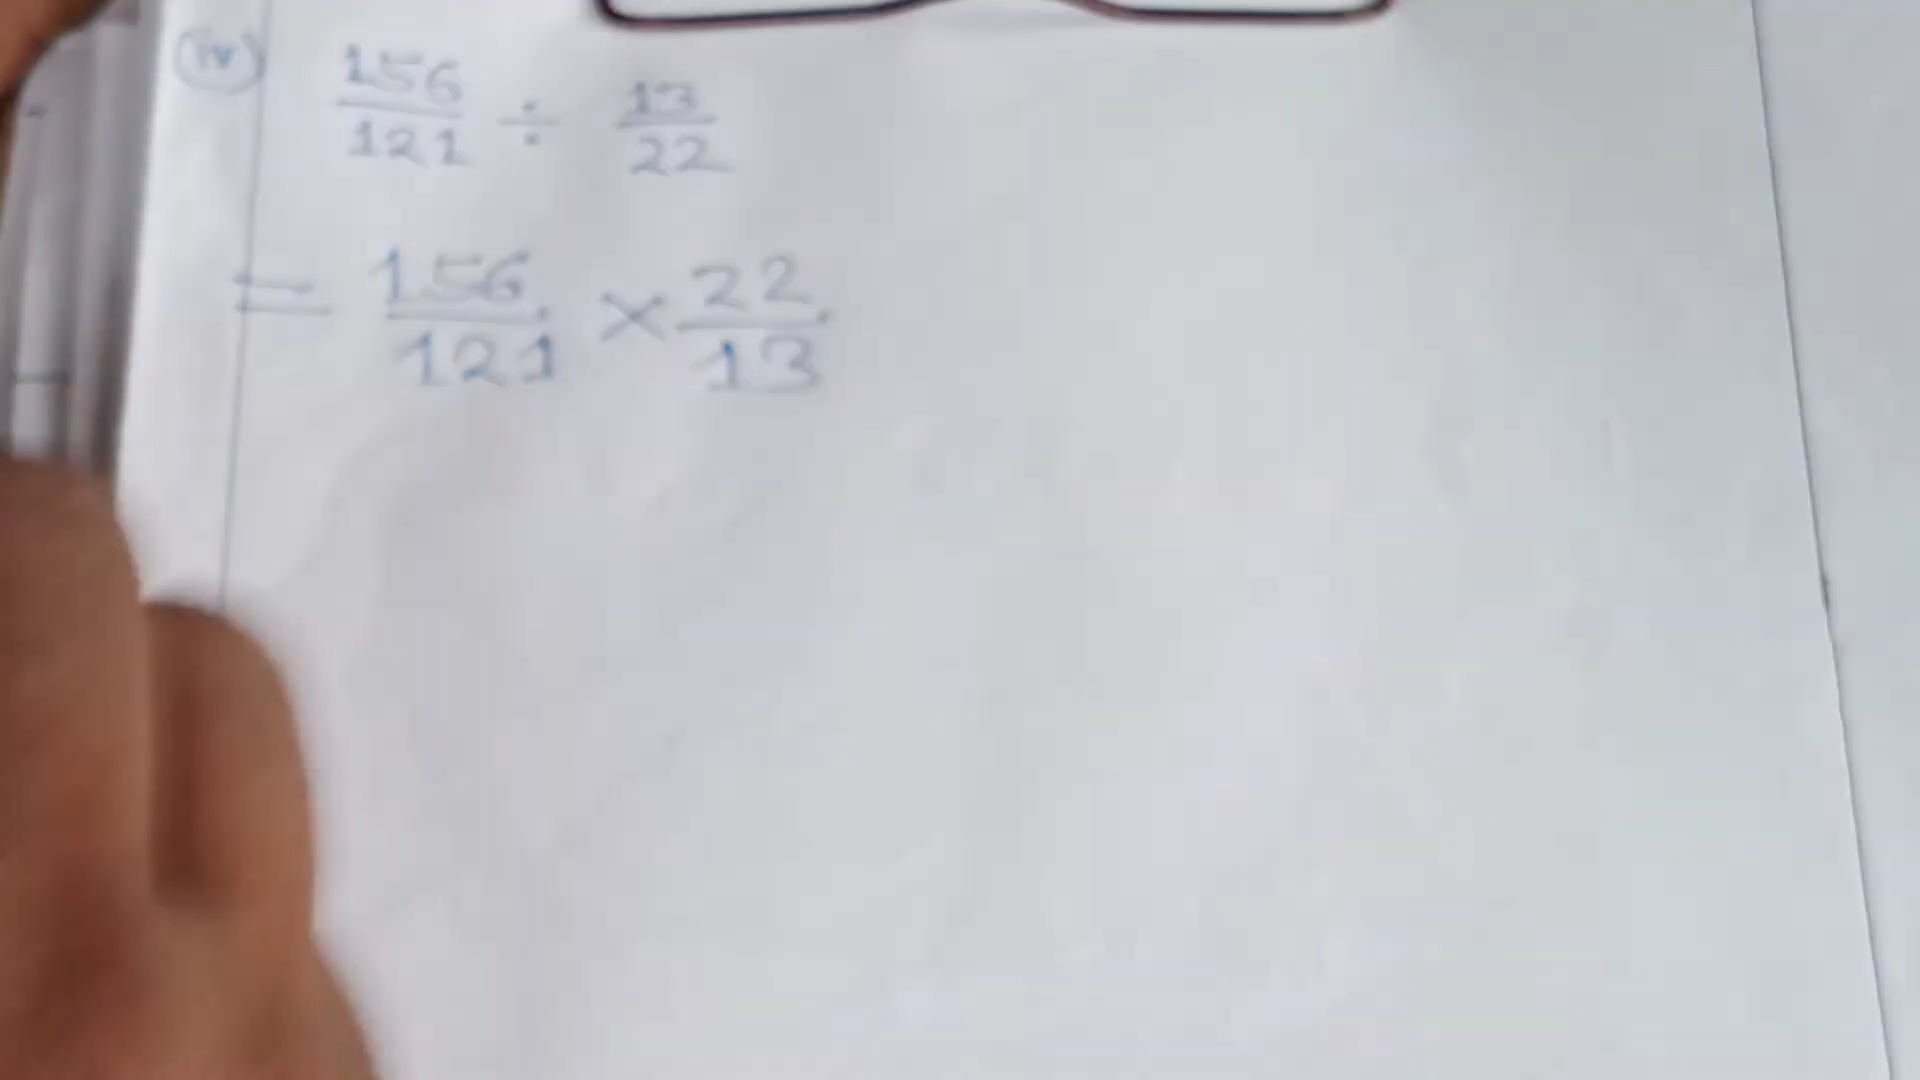 (iv) 156/121 ÷ 13/22
= 156/121 × 22/13